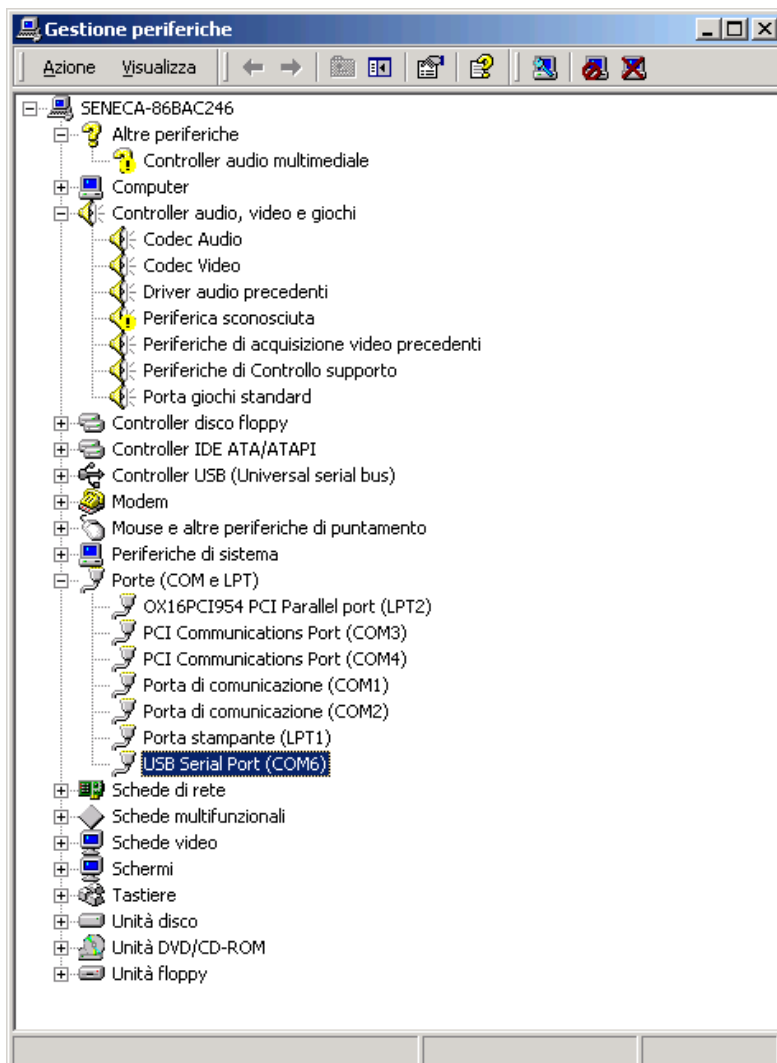 Gestione periferiche
Azione Visualizza
SENECA-86BAC246
Altre periferiche
Controller audio multimediale
Computer
Controller audio, video e giochi
Codec Audio
Codec Video
Driver audio precedenti
Periferica sconosciuta
Periferiche di acquisizione video precedenti
Periferiche di Controllo supporto
Porta giochi standard
Controller disco floppy
Controller IDE ATA/ATAPI
Controller USB (Universal serial bus)
Modem
Mouse e altre periferiche di puntamento
Periferiche di sistema
Porte (COM e LPT)
OX16PCI954 PCI Parallel port (LPT2)
PCI Communications Port (COM3)
PCI Communications Port (COM4)
Porta di comunicazione (COM1)
Porta di comunicazione (COM2)
Porta stampante (LPT1)
USB Serial Port (COM6)
Schede di rete
Schede multifunzionali
Schede video
Schermi
Tastiere
Unità disco
Unità DVD/CD-ROM
Unità floppy